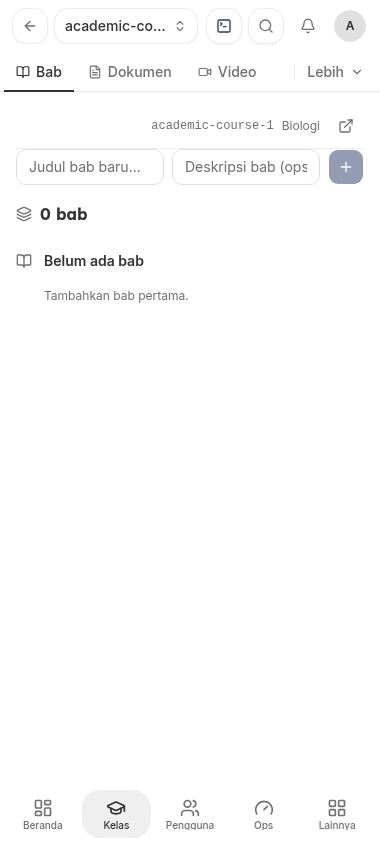 academic-co...
A
Bab
Dokumen
Video
Lebih
academic-course-1 Biologi
Judul bab baru...
Deskripsi bab (ops
0 bab
Belum ada bab
Tambahkan bab pertama.
Beranda
Kelas
Pengguna
Ops
Lainnya